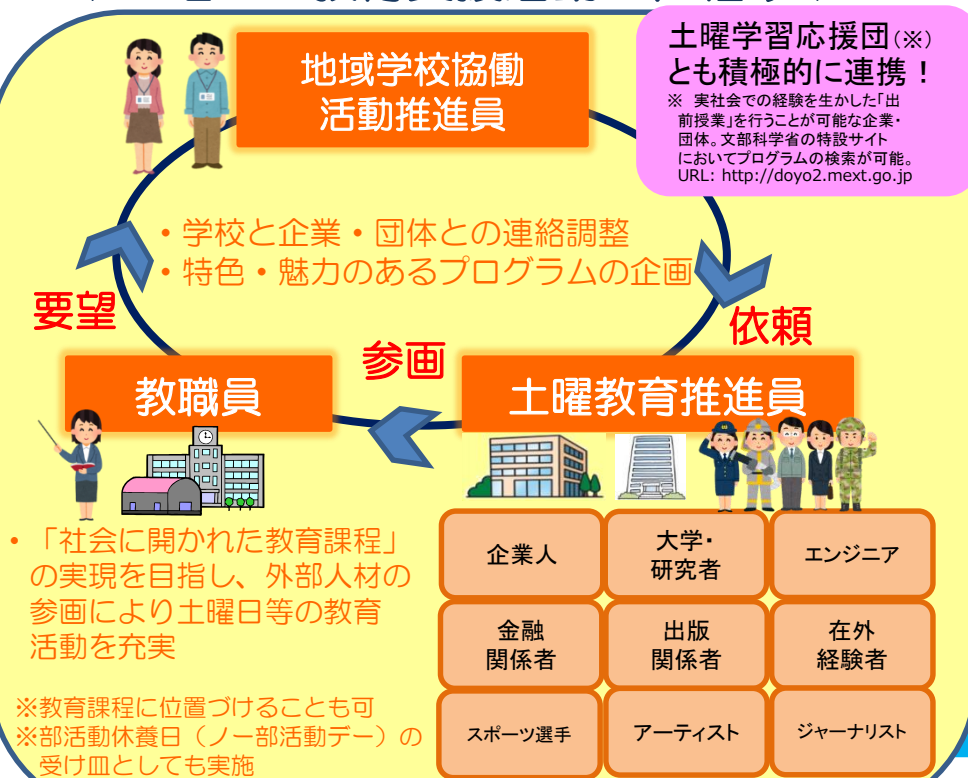 地域学校協働
活動推進員
土曜学習応援団(※)
とも積極的に連携！
※ 実社会での経験を生かした「出
前授業」を行うことが可能な企業・
団体。文部科学省の特設サイト
においてプログラムの検索が可能。
URL: http://doyo2.mext.go.jp
・学校と企業・団体との連絡調整
・特色・魅力のあるプログラムの企画
要望
依頼
参画
教職員
土曜教育推進員
・「社会に開かれた教育課程」
の実現を目指し、外部人材の
参画により土曜日等の教育
活動を充実
※教育課程に位置づけることも可
※部活動休養日（ノー部活動デー）の
受け皿としても実施
企業人
大学・
研究者
エンジニア
金融
関係者
出版
関係者
在外
経験者
スポーツ選手
アーティスト
ジャーナリスト